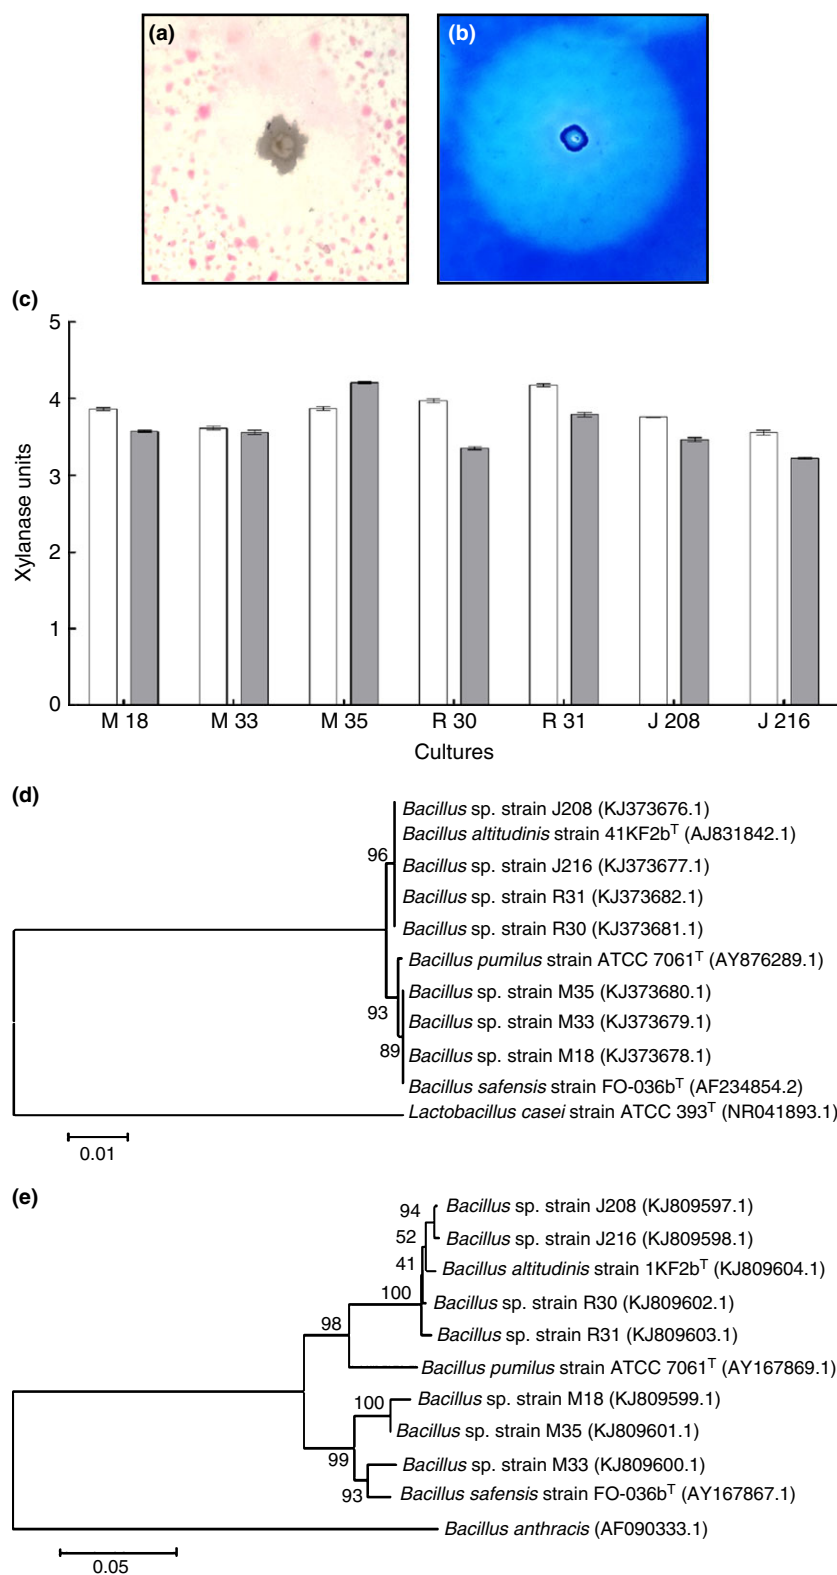 (a)
(b)
(c)
Xylanase units
5
4
3
2
1
0
M 18
M 33
M 35
R 30
R 31
J 208
J 216
Cultures
(d)
Bacillus sp. strain J208 (KJ373676.1)
Bacillus altitudinis strain 41KF2bT (AJ831842.1)
96
Bacillus sp. strain J216 (KJ373677.1)
Bacillus sp. strain R31 (KJ373682.1)
Bacillus sp. strain R30 (KJ373681.1)
Bacillus pumilus strain ATCC 7061T (AY876289.1)
Bacillus sp. strain M35 (KJ373680.1)
93
Bacillus sp. strain M33 (KJ373679.1)
89
Bacillus sp. strain M18 (KJ373678.1)
Bacillus safensis strain FO-036bT (AF234854.2)
Lactobacillus casei strain ATCC 393T (NR041893.1)
0.01
(e)
94
Bacillus sp. strain J208 (KJ809597.1)
52
Bacillus sp. strain J216 (KJ809598.1)
41
Bacillus altitudinis strain 1KF2bT (KJ809604.1)
100
Bacillus sp. strain R30 (KJ809602.1)
98
Bacillus sp. strain R31 (KJ809603.1)
Bacillus pumilus strain ATCC 7061T (AY167869.1)
100
Bacillus sp. strain M18 (KJ809599.1)
Bacillus sp. strain M35 (KJ809601.1)
99
Bacillus sp. strain M33 (KJ809600.1)
93
Bacillus safensis strain FO-036bT (AY167867.1)
Bacillus anthracis (AF090333.1)
0.05